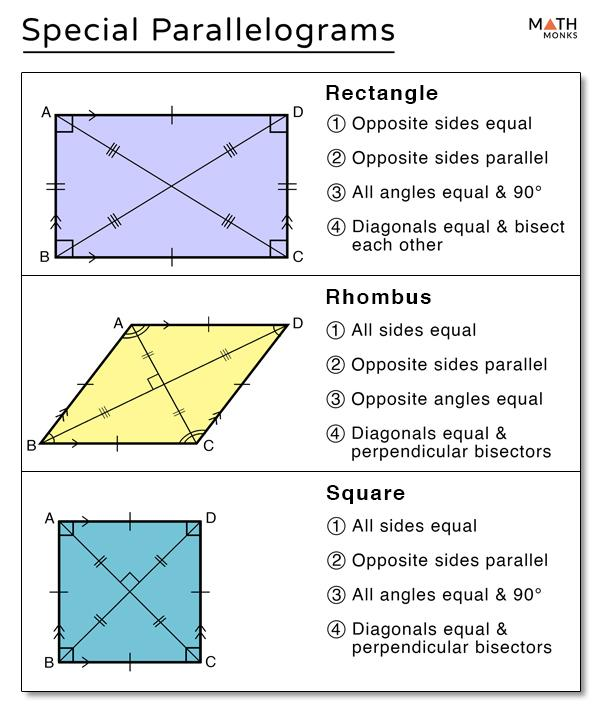 Special Parallelograms
MATH
MONKS
Rectangle
A
D
B
C
① Opposite sides equal
② Opposite sides parallel
③ All angles equal & 90°
④ Diagonals equal & bisect
each other
Rhombus
A
D
B
C
① All sides equal
② Opposite sides parallel
③ Opposite angles equal
④ Diagonals equal &
perpendicular bisectors
Square
A
D
B
C
① All sides equal
② Opposite sides parallel
③ All angles equal & 90°
④ Diagonals equal &
perpendicular bisectors